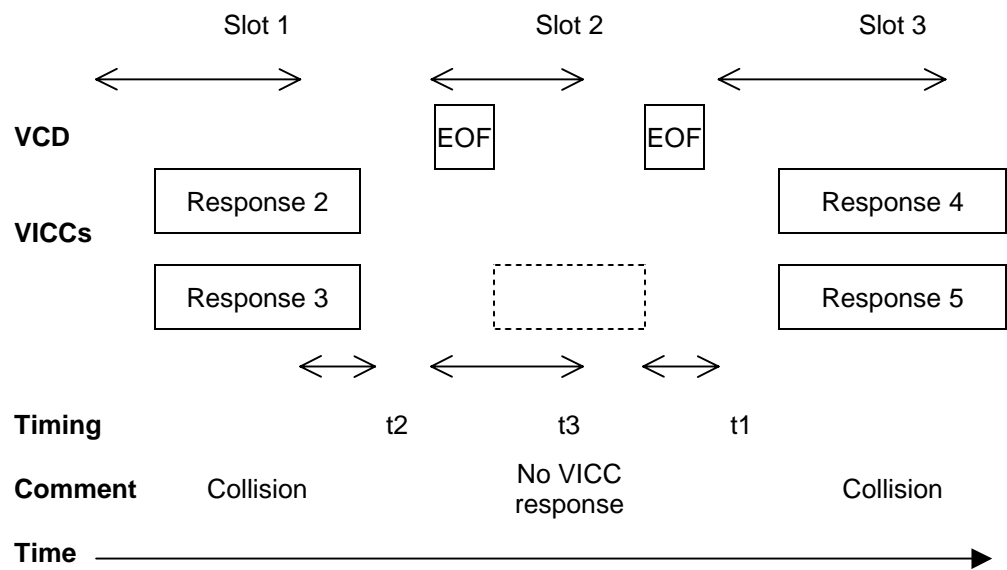 Slot 1 Slot 2 Slot 3
VCD EOF EOF
Response 2 Response 4
VICCs
Response 3 Response 5
Timing t2 t3 t1
Comment Collision No VICC response Collision
Time